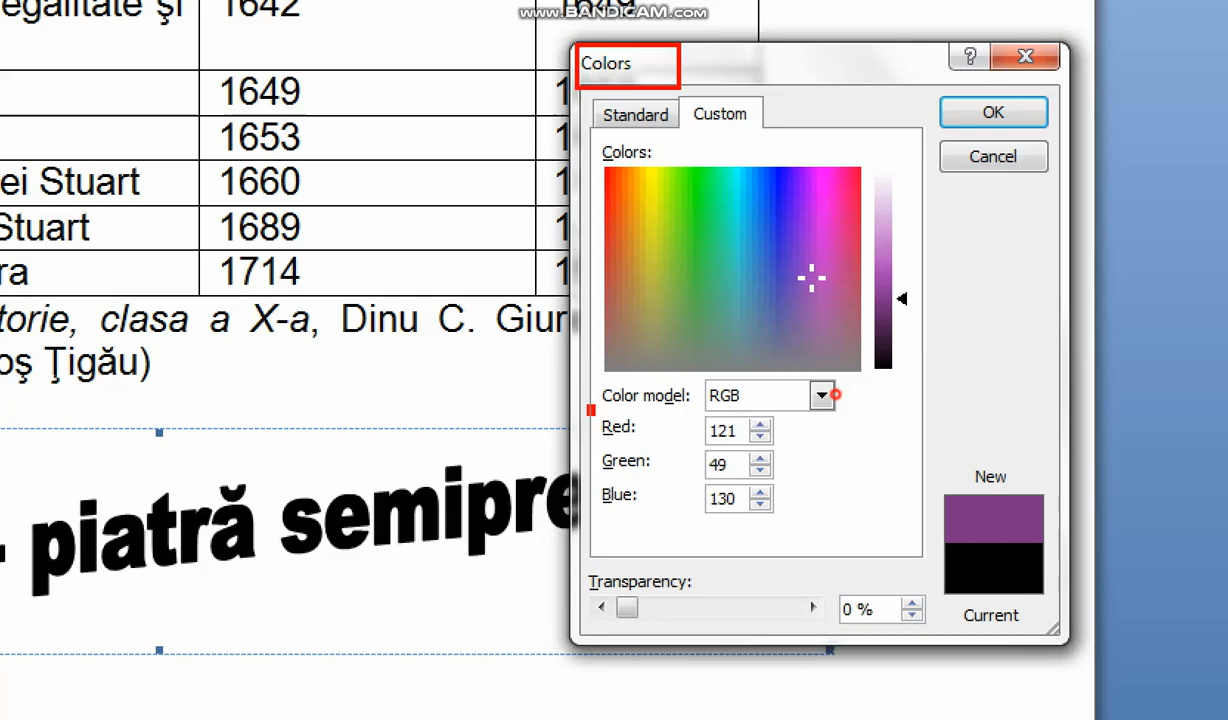 www.BANDICAM.com
egalitate şi 1642 1649
Colors
1649
Standard Custom OK
1653
Colors: Cancel
ei Stuart 1660
Stuart 1689
ra 1714
torie, clasa a X-a, Dinu C. Giur
oş Ţigău)
Color model: RGB
Red: 121
Green: 49
Blue: 130
New
- piatră semipre
Transparency: 0 %
Current